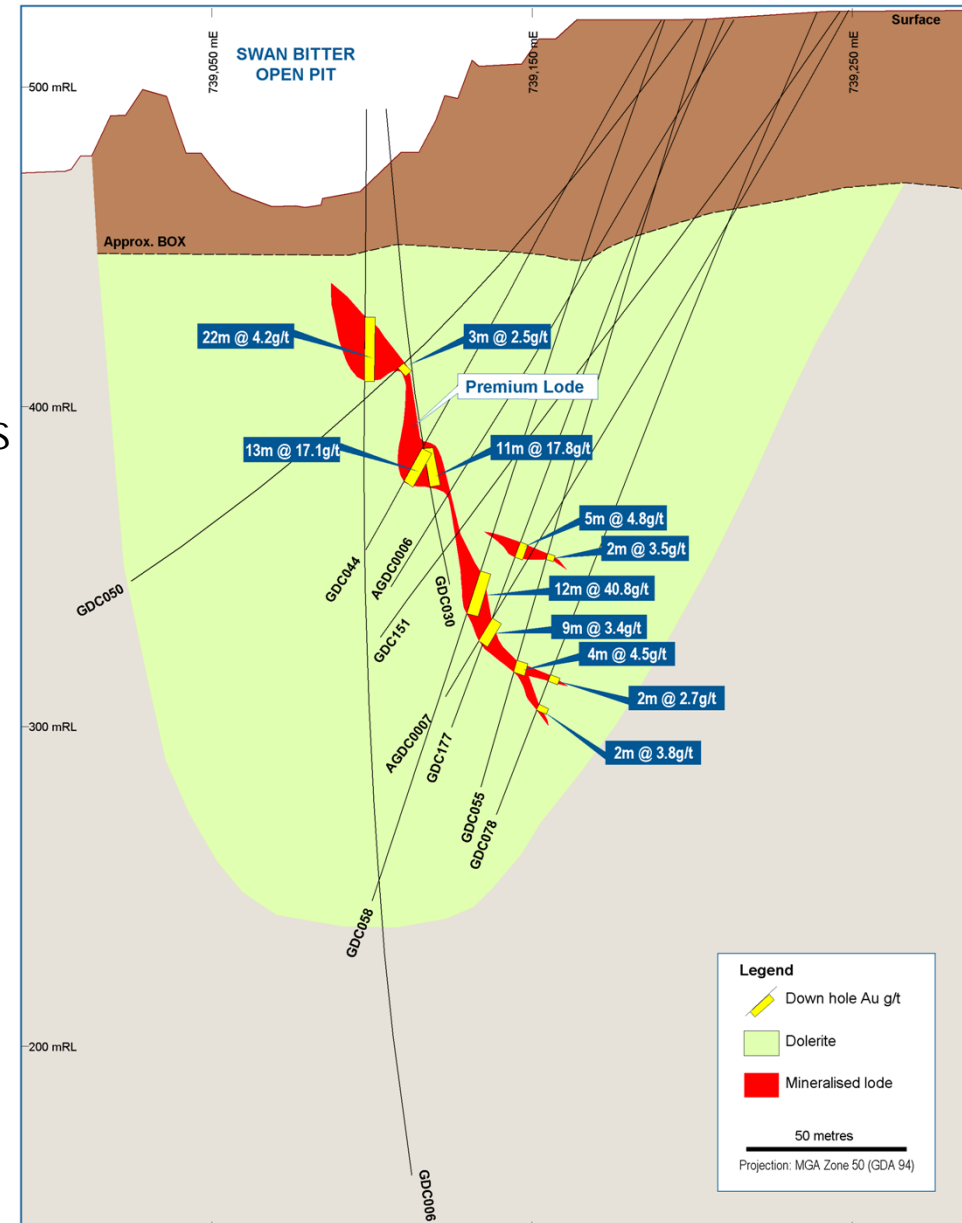 739,050 mE
739,150 mE
739,250 mE
Surface
SWAN BITTER
OPEN PIT
500 mRL
Approx. BOX
22m @ 4.2g/t
3m @ 2.5g/t
Premium Lode
400 mRL
S
13m @ 17.1g/t
11m @ 17.8g/t
5m @ 4.8g/t
2m @ 3.5g/t
GDC050
GDC044
AGDC0006
GDC030
12m @ 40.8g/t
GDC151
9m @ 3.4g/t
4m @ 4.5g/t
2m @ 2.7g/t
300 mRL
AGDC0007
GDC177
2m @ 3.8g/t
GDC055
GDC078
GDC058
200 mRL
GDC006
Legend
Down hole Au g/t
Dolerite
Mineralised lode
50 metres
Projection: MGA Zone 50 (GDA 94)